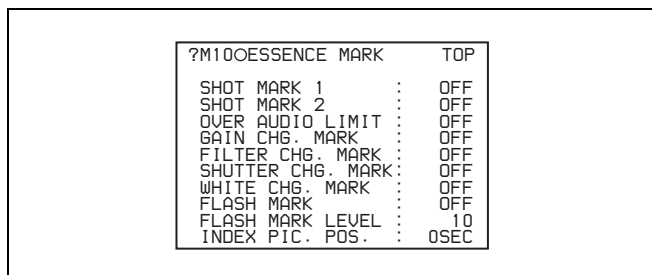 ?M10○ESSENCE MARK TOP
SHOT MARK 1 : OFF
SHOT MARK 2 : OFF
OVER AUDIO LIMIT : OFF
GAIN CHG. MARK : OFF
FILTER CHG. MARK : OFF
SHUTTER CHG. MARK: OFF
WHITE CHG. MARK : OFF
FLASH MARK : OFF
FLASH MARK LEVEL : 10
INDEX PIC. POS. : 0SEC